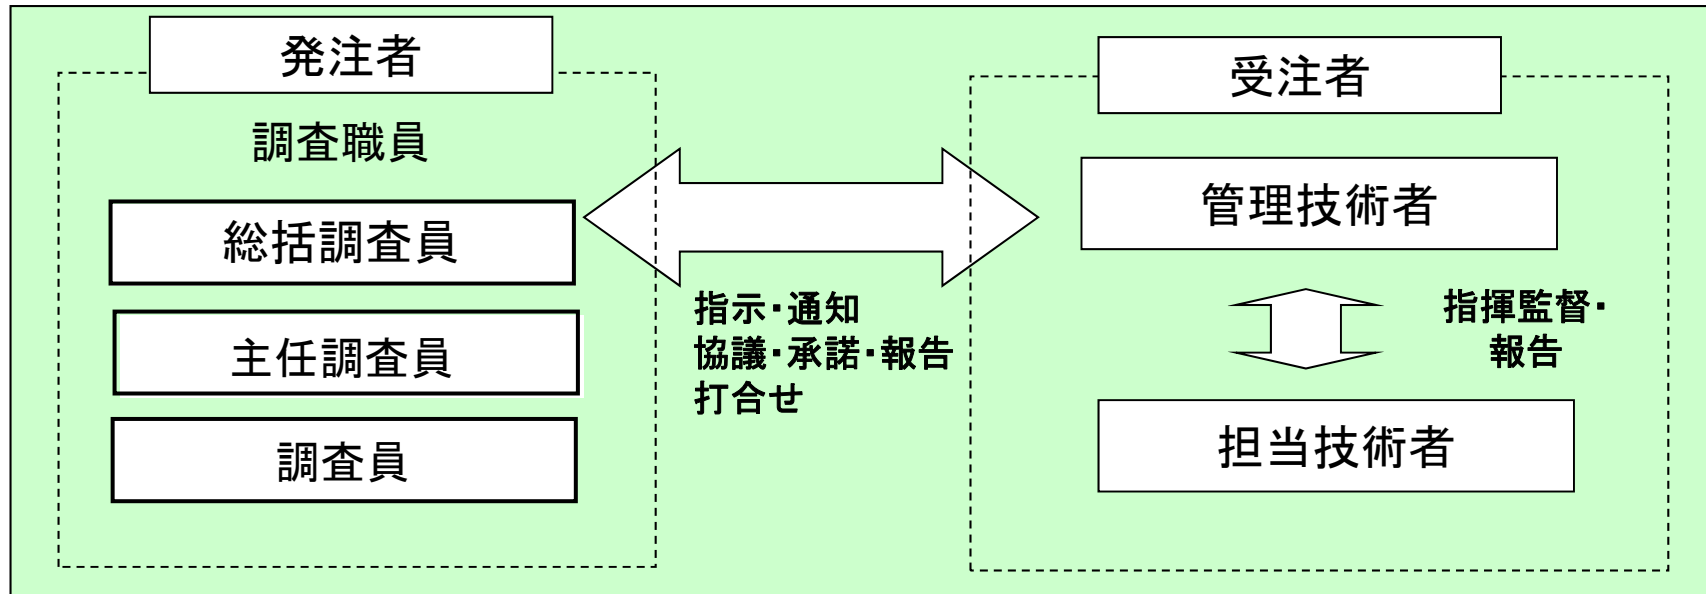 発注者
調査職員
総括調査員
主任調査員
調査員
指示・通知
協議・承諾・報告
打合せ
受注者
管理技術者
指揮監督・
報告
担当技術者